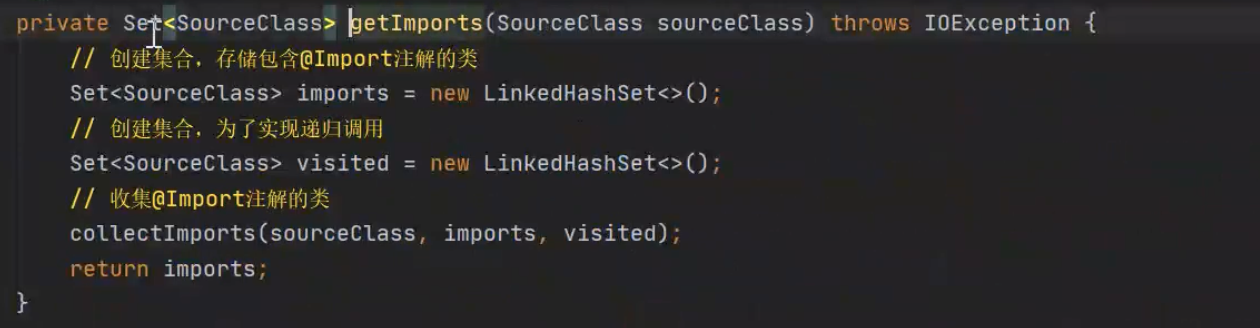 private Set<SourceClass> getImports(SourceClass sourceClass) throws IOException {
// 创建集合，存储包含@Import注解的类
Set<SourceClass> imports = new LinkedHashSet<>();
// 创建集合，为了实现递归调用
Set<SourceClass> visited = new LinkedHashSet<>();
// 收集@Import注解的类
collectImports(sourceClass, imports, visited);
return imports;
}